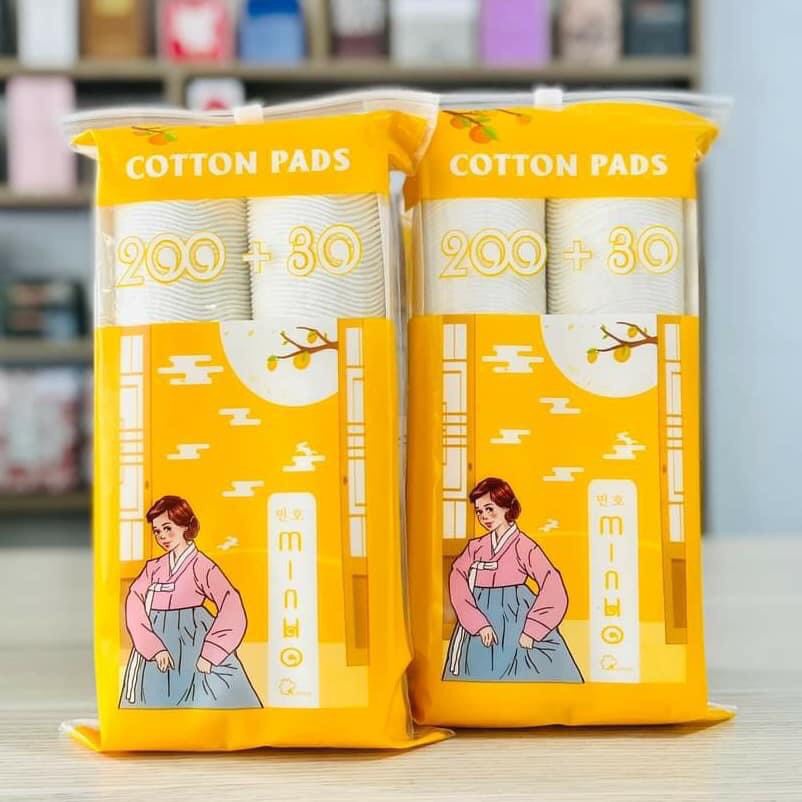 COTTON PADS
200 + 30
민호
MINHO
COTTON PADS
200 + 30
민호
MINHO